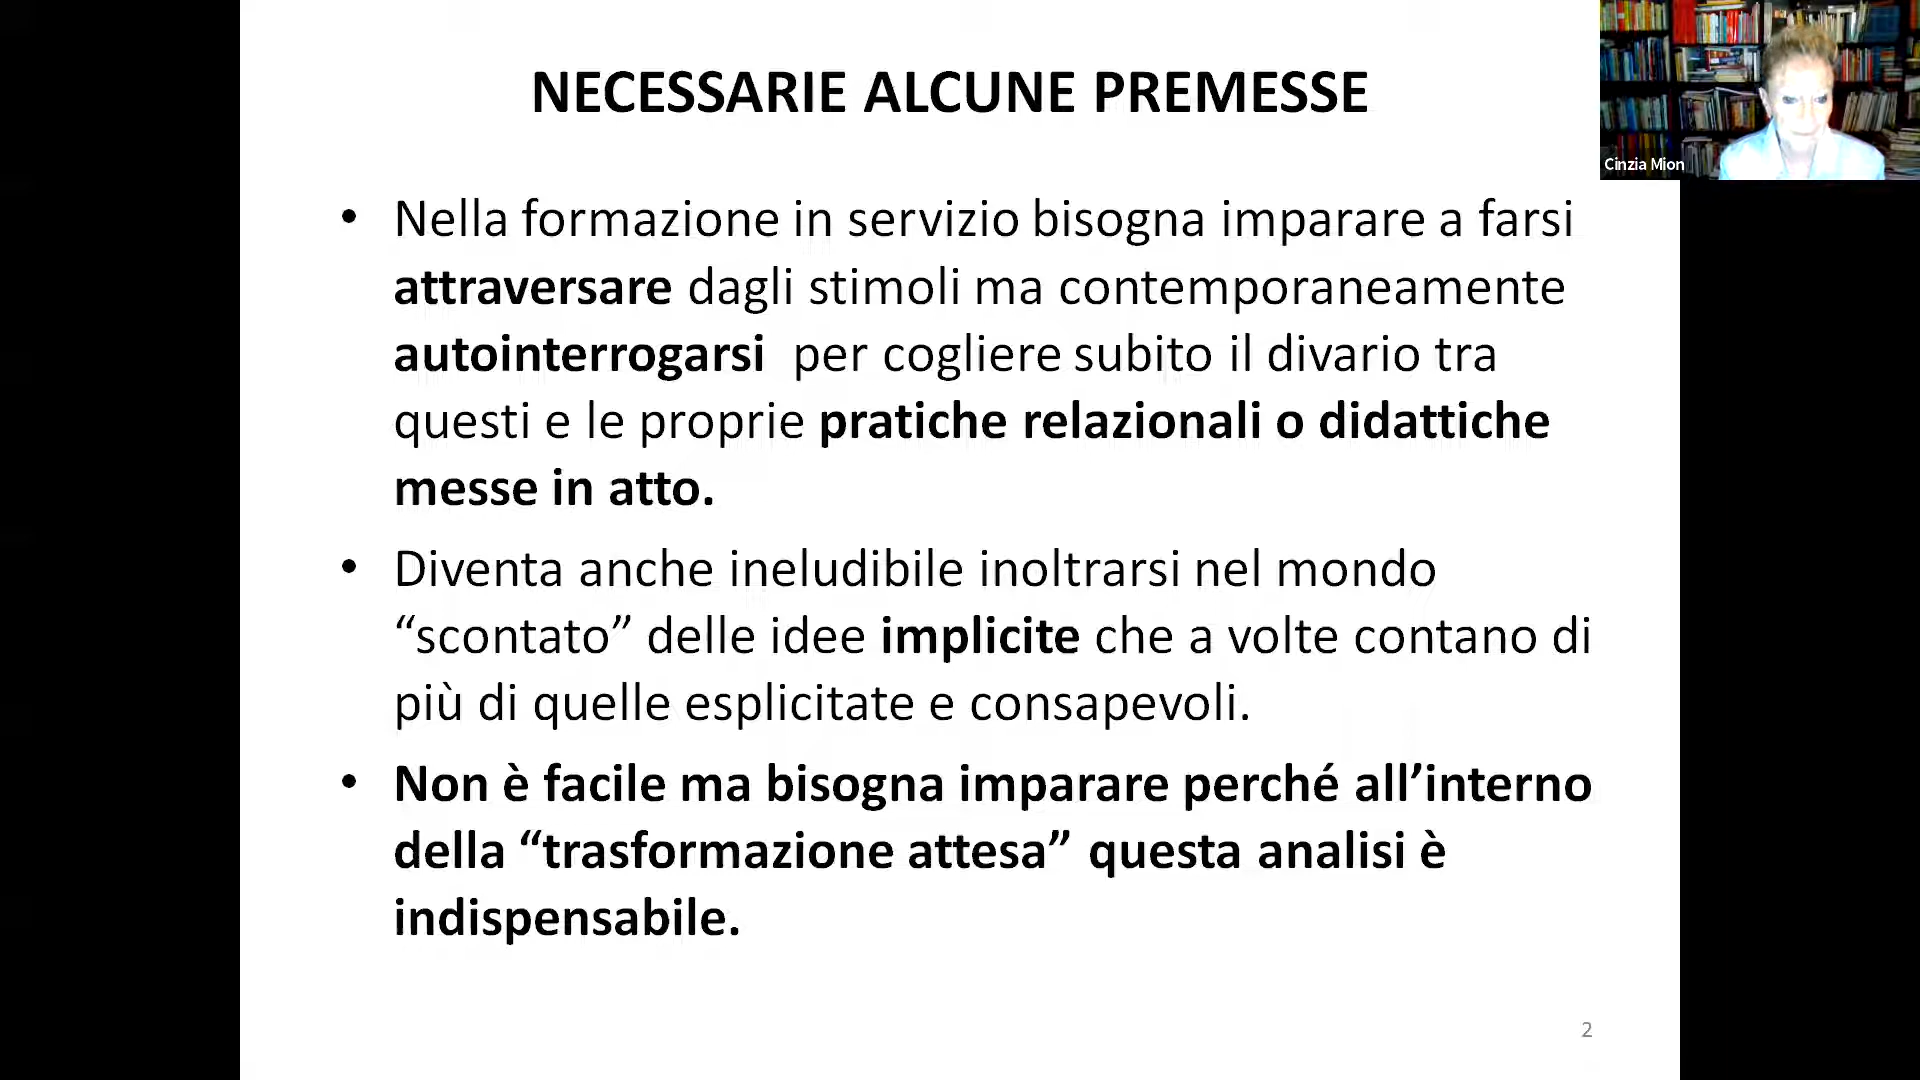 NECESSARIE ALCUNE PREMESSE
Cinzia Mion
• Nella formazione in servizio bisogna imparare a farsi
attraversare dagli stimoli ma contemporaneamente
autointerrogarsi per cogliere subito il divario tra
questi e le proprie pratiche relazionali o didattiche
messe in atto.
• Diventa anche ineludibile inoltrarsi nel mondo
“scontato” delle idee implicite che a volte contano di
più di quelle esplicitate e consapevoli.
• Non è facile ma bisogna imparare perché all’interno
della “trasformazione attesa” questa analisi è
indispensabile.
2